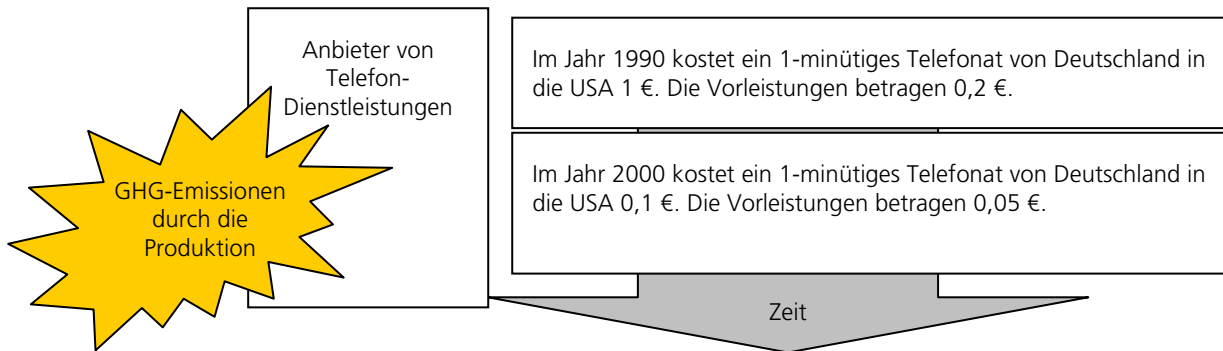 Anbieter von
Telefon-
Dienstleistungen
GHG-Emissionen
durch die
Produktion
Im Jahr 1990 kostet ein 1-minütiges Telefonat von Deutschland in
die USA 1 €. Die Vorleistungen betragen 0,2 €.
Im Jahr 2000 kostet ein 1-minütiges Telefonat von Deutschland in
die USA 0,1 €. Die Vorleistungen betragen 0,05 €.
Zeit